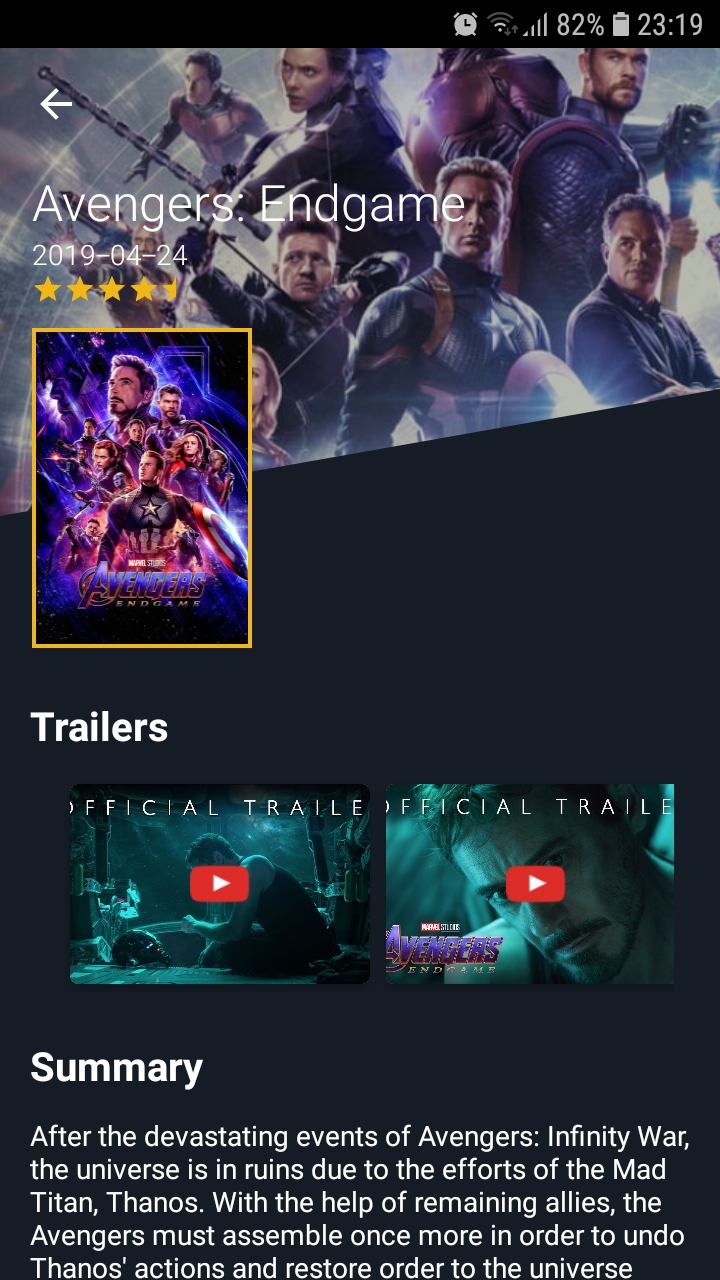 82% 23:19
Avengers: Endgame
2019-04-24
MARVEL STUDIOS
AVENGERS
ENDGAME
Trailers
OFFICIAL TRAILE
OFFICIAL TRAILE
MARVEL STUDIOS
AVENGERS
ENDGAME
Summary
After the devastating events of Avengers: Infinity War,
the universe is in ruins due to the efforts of the Mad
Titan, Thanos. With the help of remaining allies, the
Avengers must assemble once more in order to undo
Thanos' actions and restore order to the universe